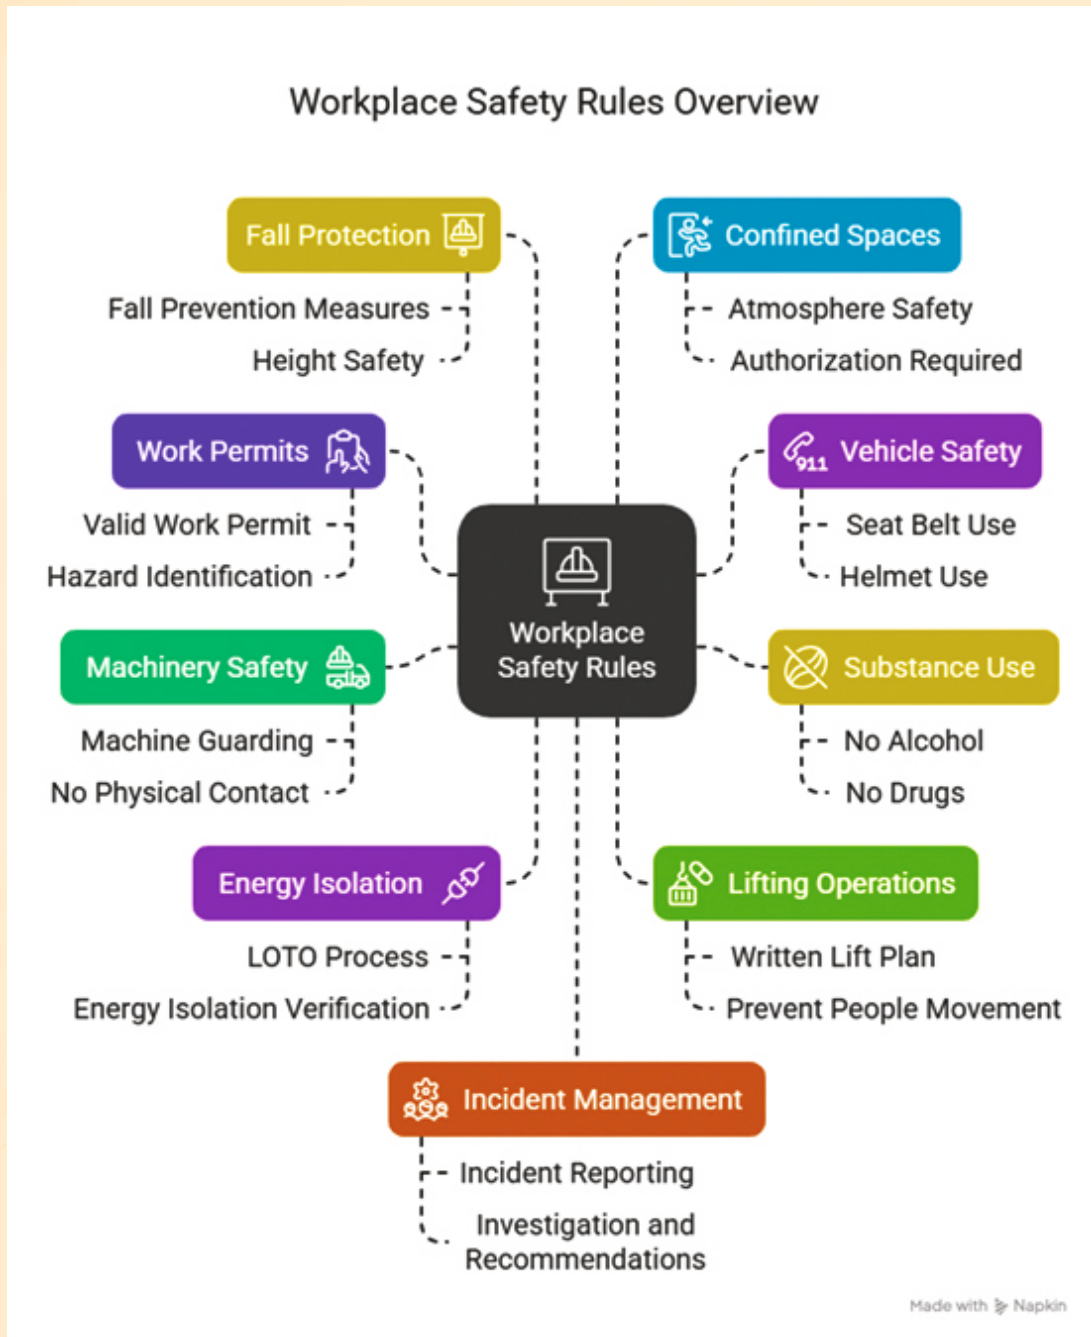 Workplace Safety Rules Overview
Fall Protection
Fall Prevention Measures
Height Safety
Confined Spaces
Atmosphere Safety
Authorization Required
Work Permits
Valid Work Permit
Hazard Identification
911
Vehicle Safety
Seat Belt Use
Helmet Use
Workplace
Safety Rules
Machinery Safety
Machine Guarding
No Physical Contact
Substance Use
No Alcohol
No Drugs
Energy Isolation
LOTO Process
Energy Isolation Verification
Lifting Operations
Written Lift Plan
Prevent People Movement
Incident Management
Incident Reporting
Investigation and
Recommendations
Made with Napkin